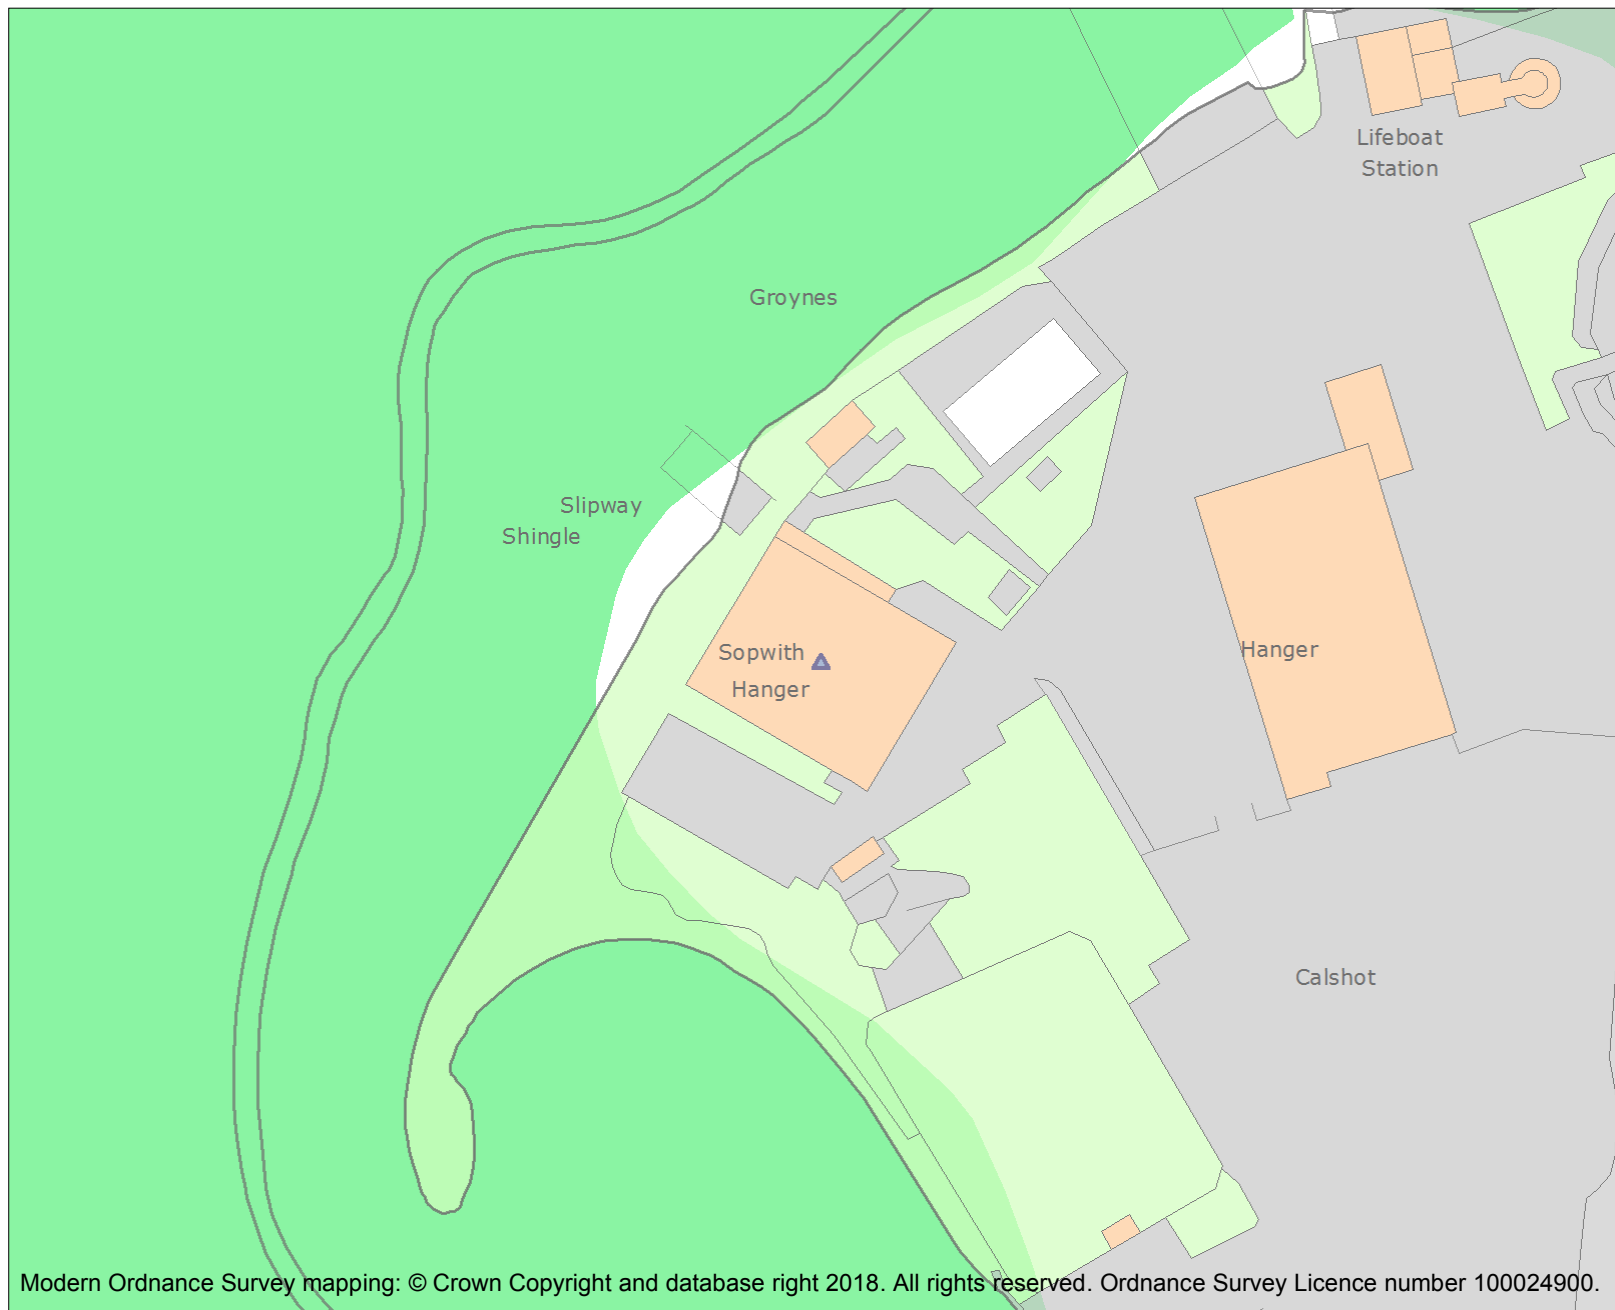 Lifeboat
Station
Groynes
Slipway
Shingle
Sopwith
Hanger
Hanger
Calshot
Modern Ordnance Survey mapping: © Crown Copyright and database right 2018. All rights reserved. Ordnance Survey Licence number 100024900.